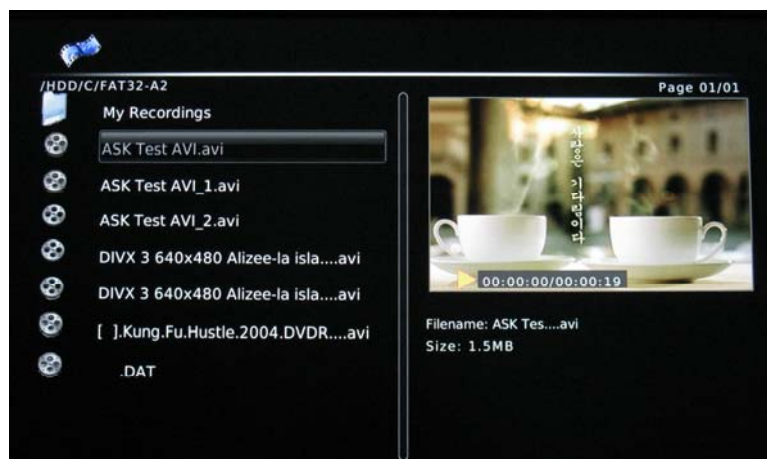 /HDD/C/FAT32-A2
Page 01/01
My Recordings
ASK Test AVI.avi
ASK Test AVI_1.avi
ASK Test AVI_2.avi
DIVX 3 640x480 Alizee-la isla....avi
DIVX 3 640x480 Alizee-la isla....avi
[ ].Kung.Fu.Hustle.2004.DVDR....avi
.DAT
사랑은 기다림이다
00:00:00/00:00:19
Filename: ASK Tes....avi
Size: 1.5MB